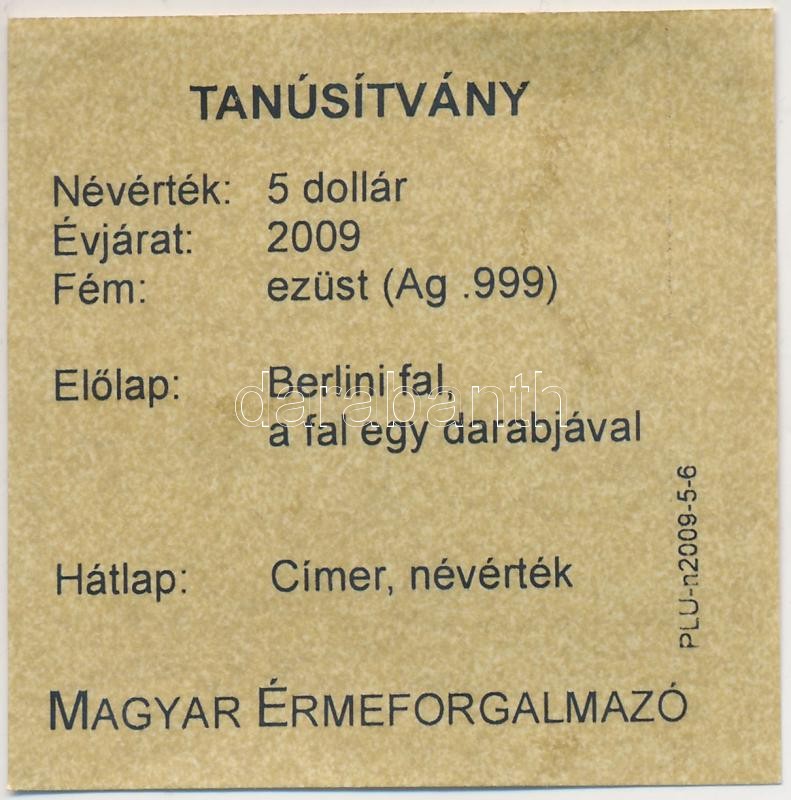 TANÚSÍTVÁNY
Névérték: 5 dollár
Évjárat: 2009
Fém: ezüst (Ag .999)
Előlap: Berlini fal,
a fal egy darabjával
darabanth
Hátlap: Címer, névérték
PLU-n2009-5-6
MAGYAR ÉRMEFORGALMAZÓ